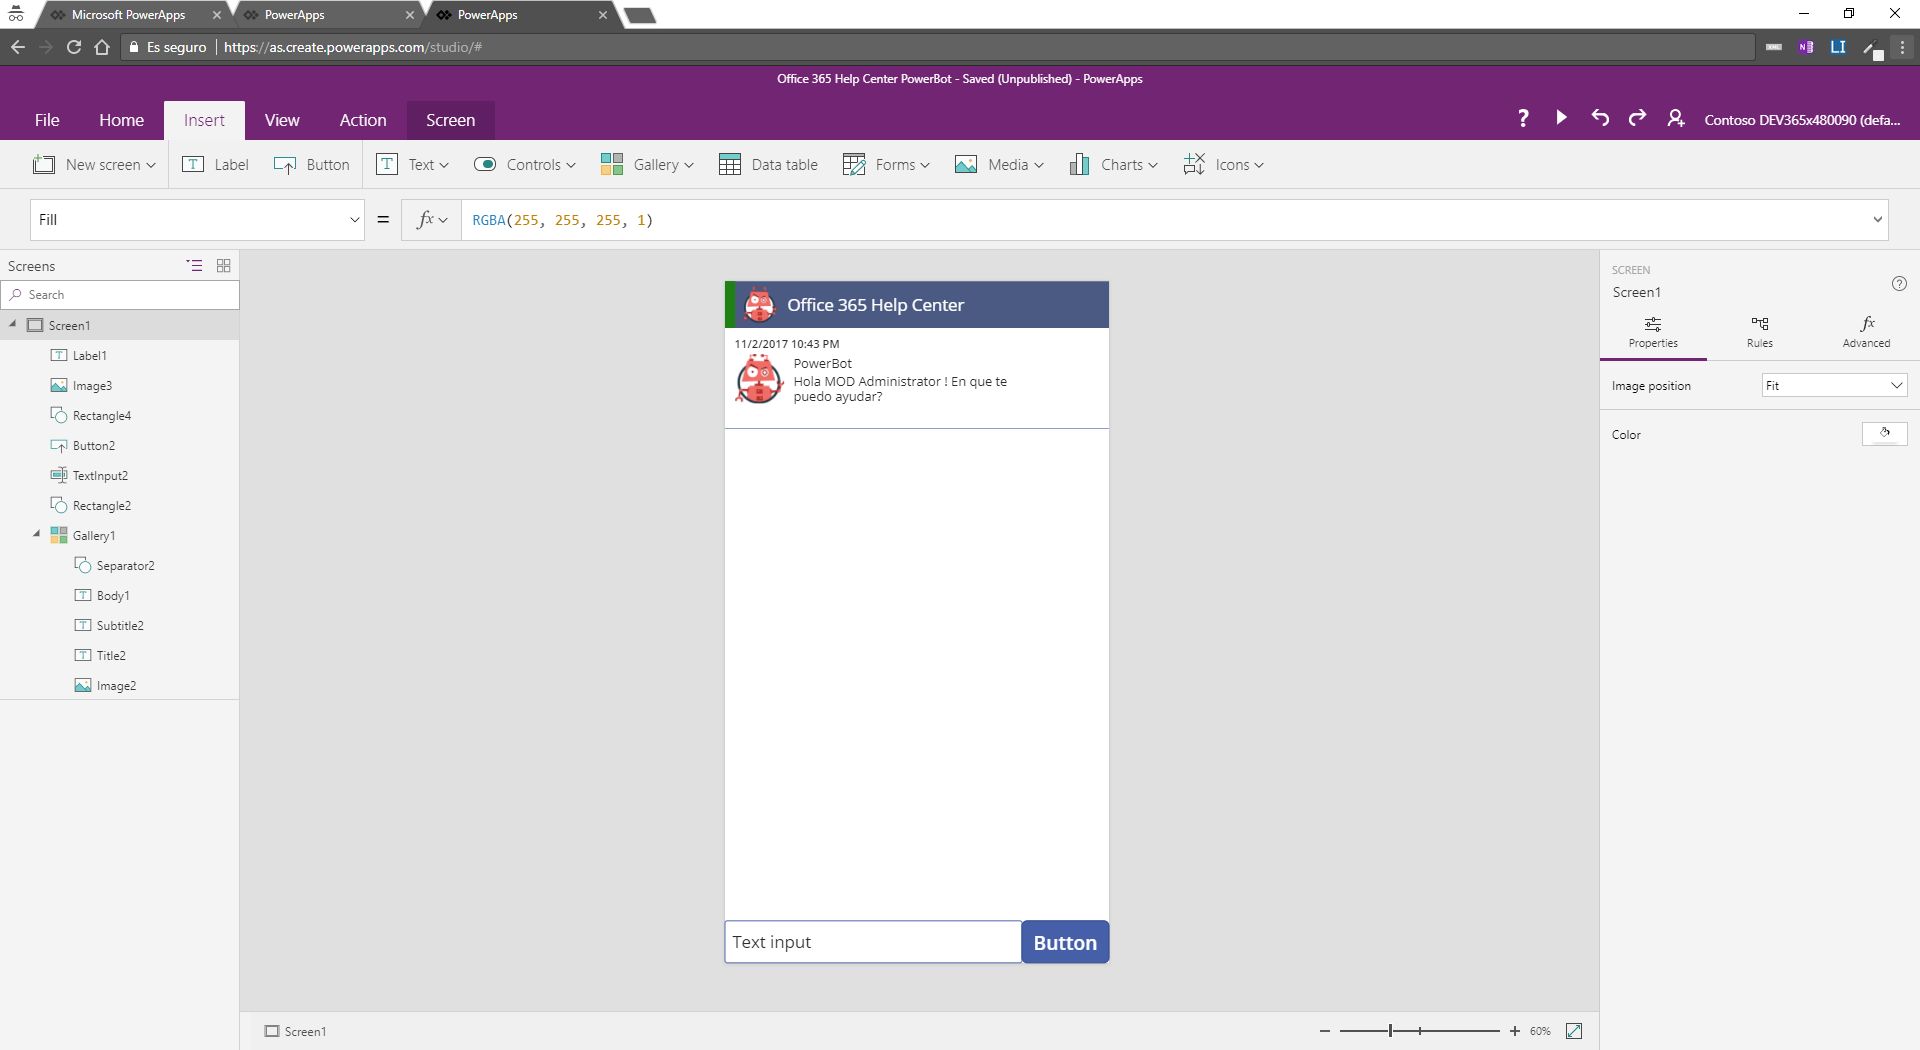 Microsoft PowerApps
PowerApps
PowerApps
Es seguro
https://as.create.powerapps.com/studio/#
LI
Office 365 Help Center PowerBot - Saved (Unpublished) - PowerApps
File
Home
Insert
View
Action
Screen
?
Contoso DEV365x480090 (defa...
New screen
Label
Button
Text
Controls
Gallery
Data table
Forms
Media
Charts
Icons
Fill
=
fx
RGBA(255, 255, 255, 1)
Screens
Search
Screen1
Label1
Image3
Rectangle4
Button2
TextInput2
Rectangle2
Gallery1
Separator2
Body1
Subtitle2
Title2
Image2
Office 365 Help Center
11/2/2017 10:43 PM
PowerBot
Hola MOD Administrator ! En que te
puedo ayudar?
Text input
Button
SCREEN
Screen1
?
Properties
Rules
fx
Advanced
Image position
Fit
Color
Screen1
60%